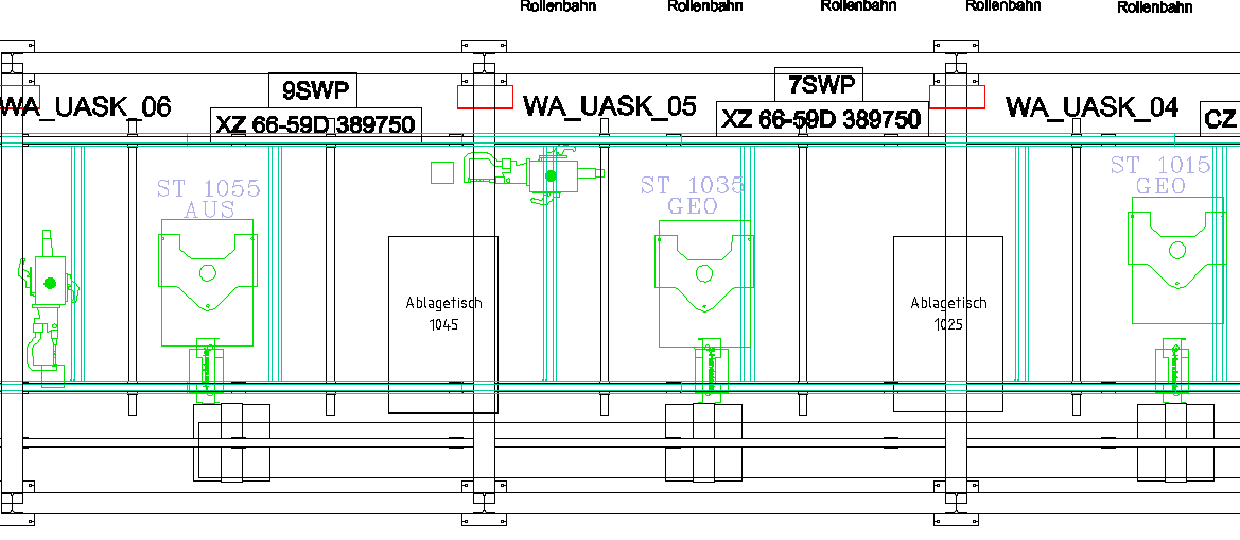 Rollenbahn
Rollenbahn
Rollenbahn
Rollenbahn
Rollenbahn
9SWP
7SWP
WA_UASK_06
WA_UASK_05
WA_UASK_04
XZ 66-59D 389750
XZ 66-59D 389750
CZ
ST 1055
AUS
ST 1035
GEO
ST 1015
GEO
Ablagetisch
1045
Ablagetisch
1025